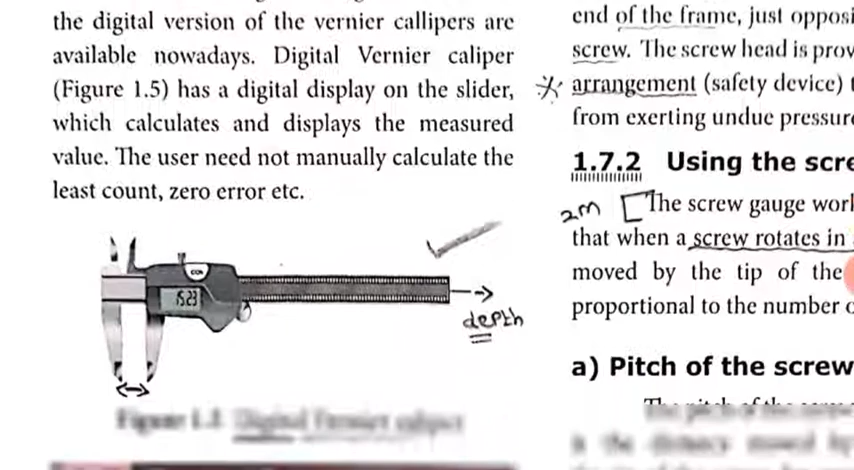 the digital version of the vernier callipers are
available nowadays. Digital Vernier caliper
(Figure 1.5) has a digital display on the slider,
which calculates and displays the measured
value. The user need not manually calculate the
least count, zero error etc.
15.23
depth
end of the frame, just opposi
screw. The screw head is prov
arrangement (safety device) t
from exerting undue pressure
1.7.2 Using the scre
2m
The screw gauge worl
that when a screw rotates in
moved by the tip of the
proportional to the number o
a) Pitch of the screw